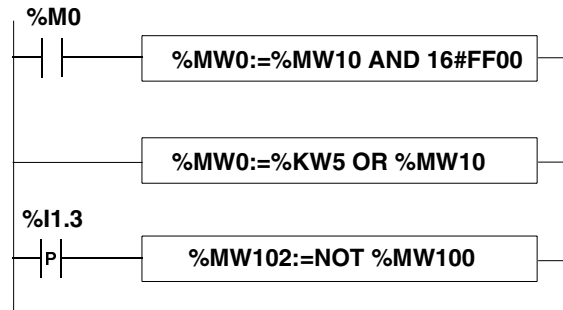 %M0
%MW0:=%MW10 AND 16#FF00
%MW0:=%KW5 OR %MW10
%I1.3
P
%MW102:=NOT %MW100